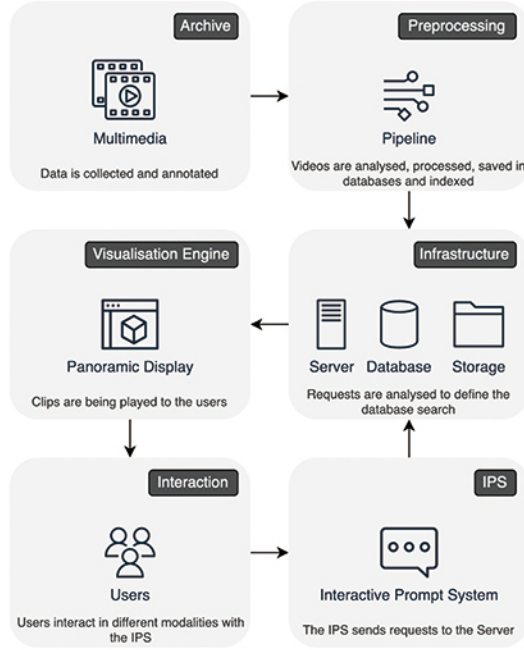 Archive
Multimedia
Data is collected and annotated
Preprocessing
Pipeline
Videos are analysed, processed, saved in
databases and indexed
Visualisation Engine
Panoramic Display
Clips are being played to the users
Infrastructure
Server Database Storage
Requests are analysed to define the
database search
Interaction
Users
Users interact in different modalities with
the IPS
IPS
Interactive Prompt System
The IPS sends requests to the Server